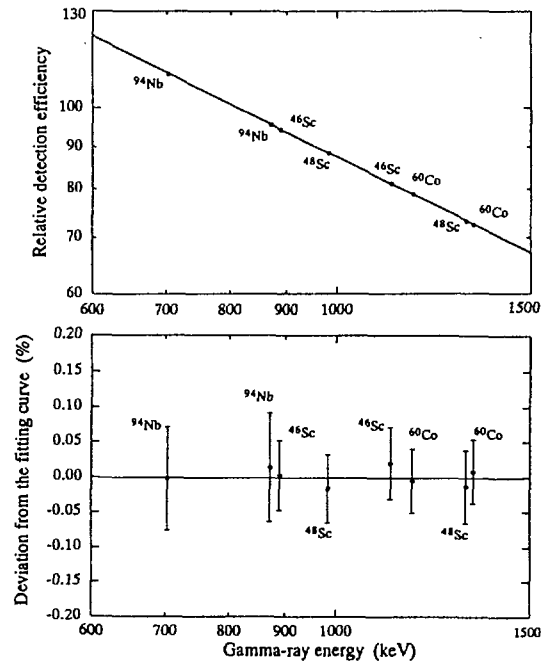 130
100
90
80
70
60
Relative detection efficiency
⁹⁴Nb
⁹⁴Nb
⁴⁶Sc
⁴⁸Sc
⁴⁶Sc
⁶⁰Co
⁴⁸Sc
⁶⁰Co
600 700 800 900 1000 1500
0.20
0.15
0.10
0.05
0.00
-0.05
-0.10
-0.15
-0.20
Deviation from the fitting curve (%)
⁹⁴Nb
⁹⁴Nb
⁴⁶Sc
⁴⁸Sc
⁴⁶Sc
⁶⁰Co
⁴⁸Sc
⁶⁰Co
600 700 800 900 1000 1500
Gamma-ray energy (keV)